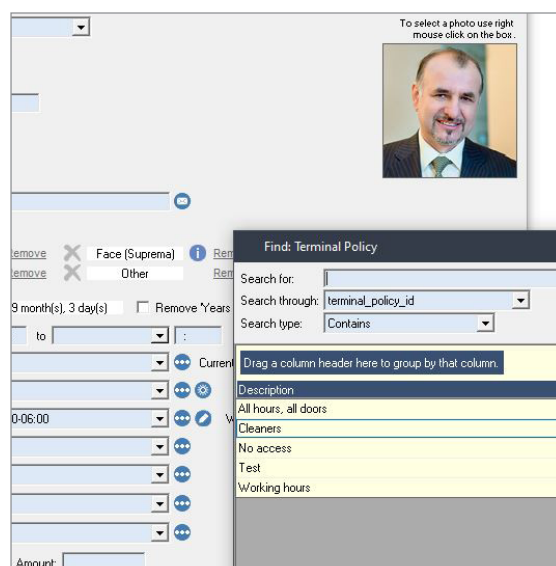 To select a photo use right
mouse click on the box.
Remove Face (Suprema) i Rem
Remove Other Rem
9 month(s), 3 day(s) Remove 'Years
to :
Current
0-06:00 W
Amount:
Find: Terminal Policy
Search for:
Search through: terminal_policy_id
Search type: Contains
Drag a column header here to group by that column.
Description
All hours, all doors
Cleaners
No access
Test
Working hours